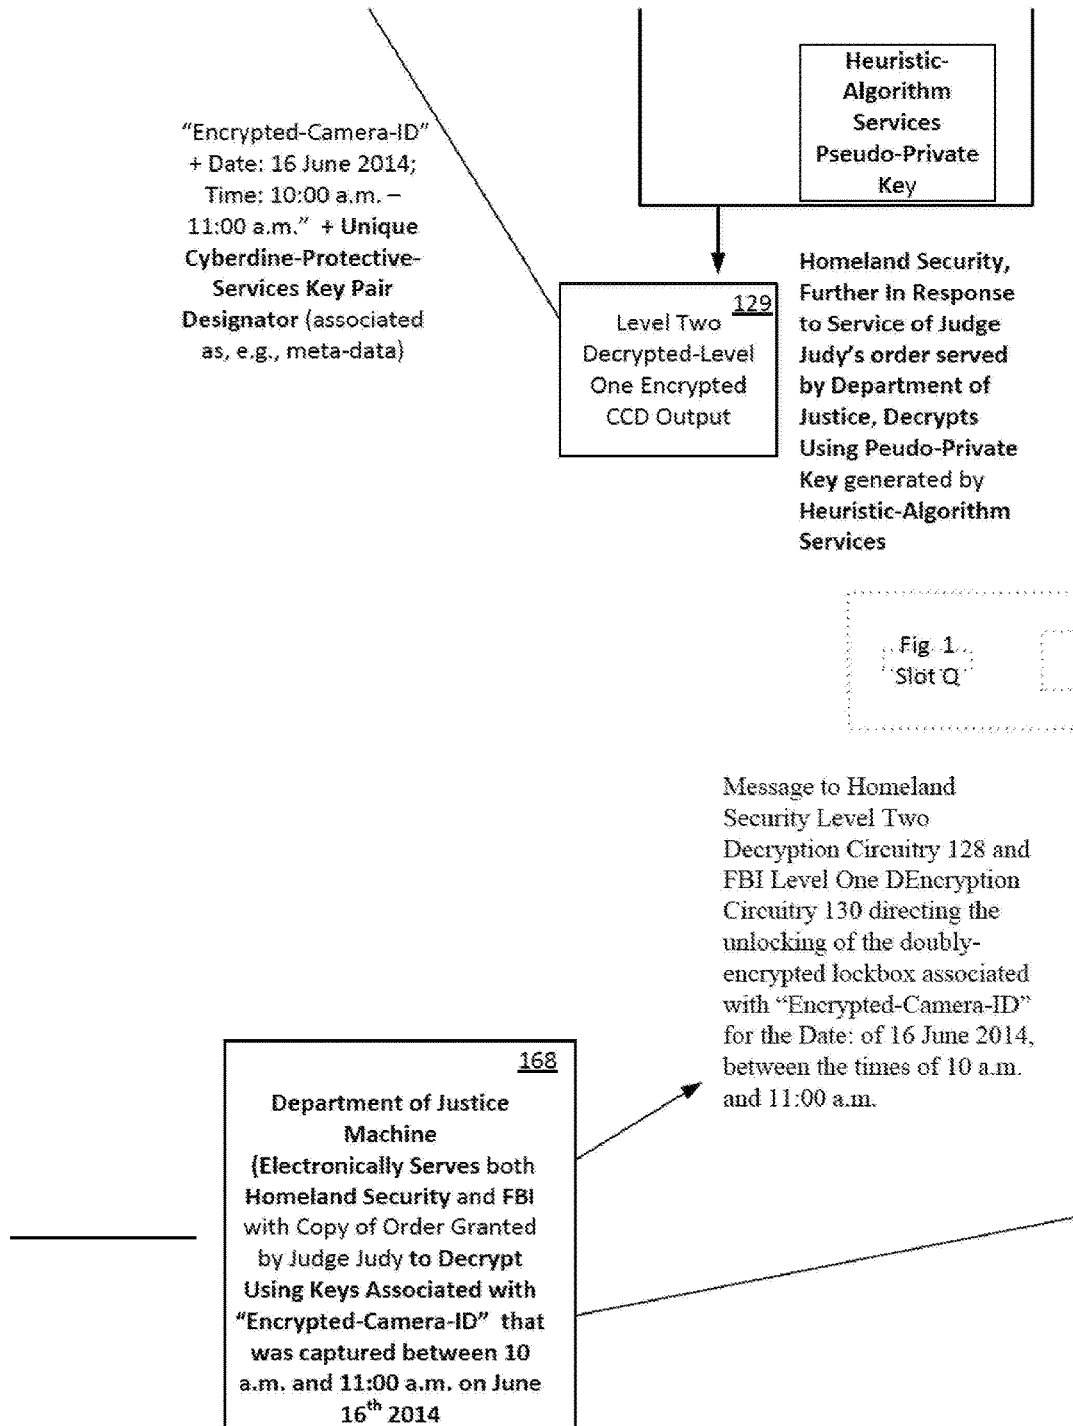 Heuristic-
Algorithm
Services
Pseudo-Private
Key
"Encrypted-Camera-ID"
+ Date: 16 June 2014;
Time: 10:00 a.m. –
11:00 a.m." + Unique
Cyberdine-Protective-
Services Key Pair
Designator (associated
as, e.g., meta-data)
129
Level Two
Decrypted-Level
One Encrypted
CCD Output
Homeland Security,
Further In Response
to Service of Judge
Judy's order served
by Department of
Justice, Decrypts
Using Peudo-Private
Key generated by
Heuristic-Algorithm
Services
Fig. 1
Slot Q
Message to Homeland
Security Level Two
Decryption Circuitry 128 and
FBI Level One DEncryption
Circuitry 130 directing the
unlocking of the doubly-
encrypted lockbox associated
with "Encrypted-Camera-ID"
for the Date: of 16 June 2014,
between the times of 10 a.m.
and 11:00 a.m.
168
Department of Justice
Machine
(Electronically Serves both
Homeland Security and FBI
with Copy of Order Granted
by Judge Judy to Decrypt
Using Keys Associated with
"Encrypted-Camera-ID" that
was captured between 10
a.m. and 11:00 a.m. on June
16th 2014